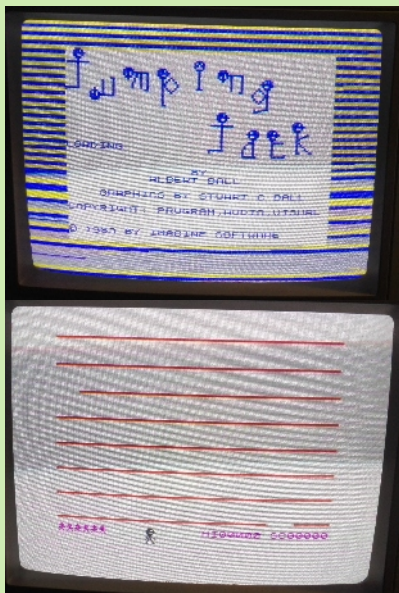 Jumping
Jack
LOADING
BY
ALBERT BALL
GRAPHICS BY STUART C BALL
COPYRIGHT: PROGRAM,AUDIO,VISUAL
© 1983 BY IMAGINE SOFTWARE